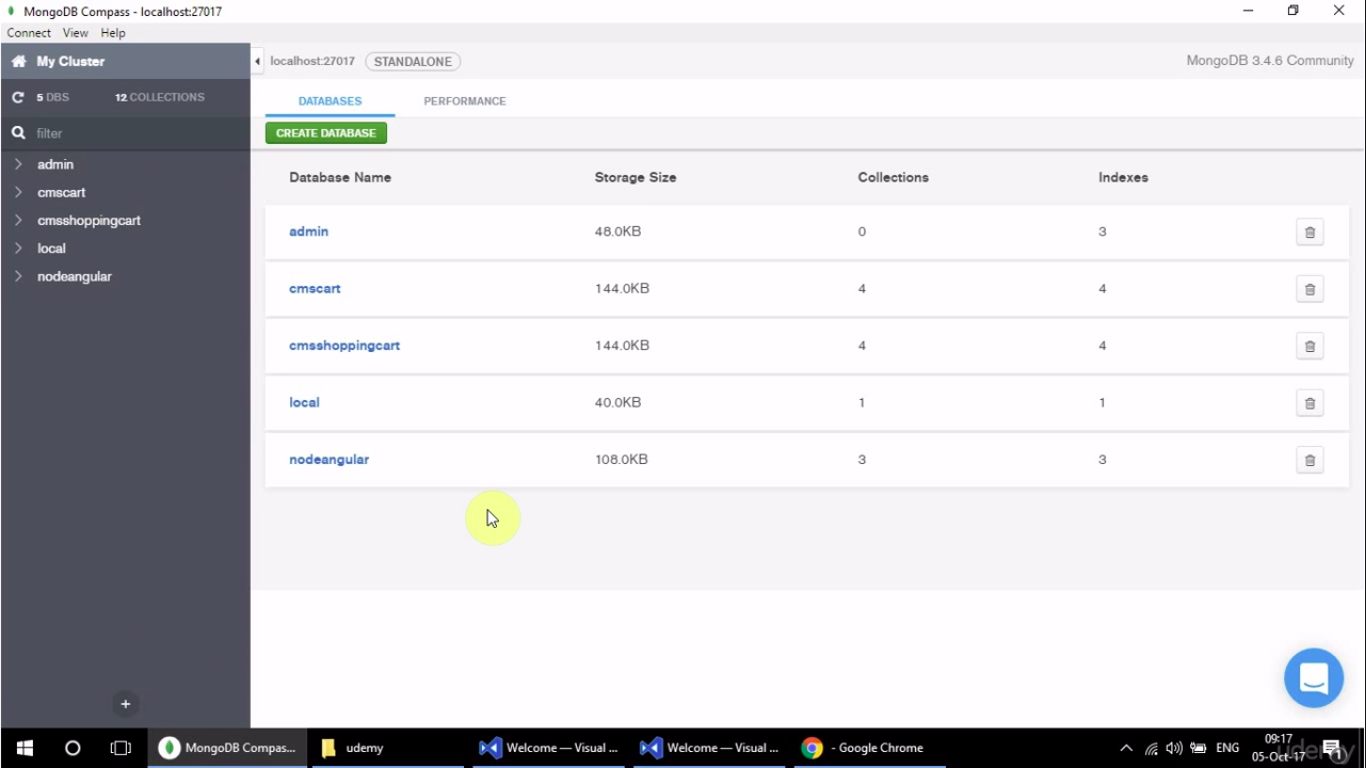 MongoDB Compass - localhost:27017
Connect View Help
My Cluster
localhost:27017 STANDALONE MongoDB 3.4.6 Community
5 DBS 12 COLLECTIONS
DATABASES PERFORMANCE
filter
CREATE DATABASE
admin
cmscart
cmsshoppingcart
local
nodeangular
Database Name Storage Size Collections Indexes
admin 48.0KB 0 3
cmscart 144.0KB 4 4
cmsshoppingcart 144.0KB 4 4
local 40.0KB 1 1
nodeangular 108.0KB 3 3
+
MongoDB Compas... udemy Welcome — Visual ... Welcome — Visual ... - Google Chrome ENG 09:17
05-Oct-17
udemy
1